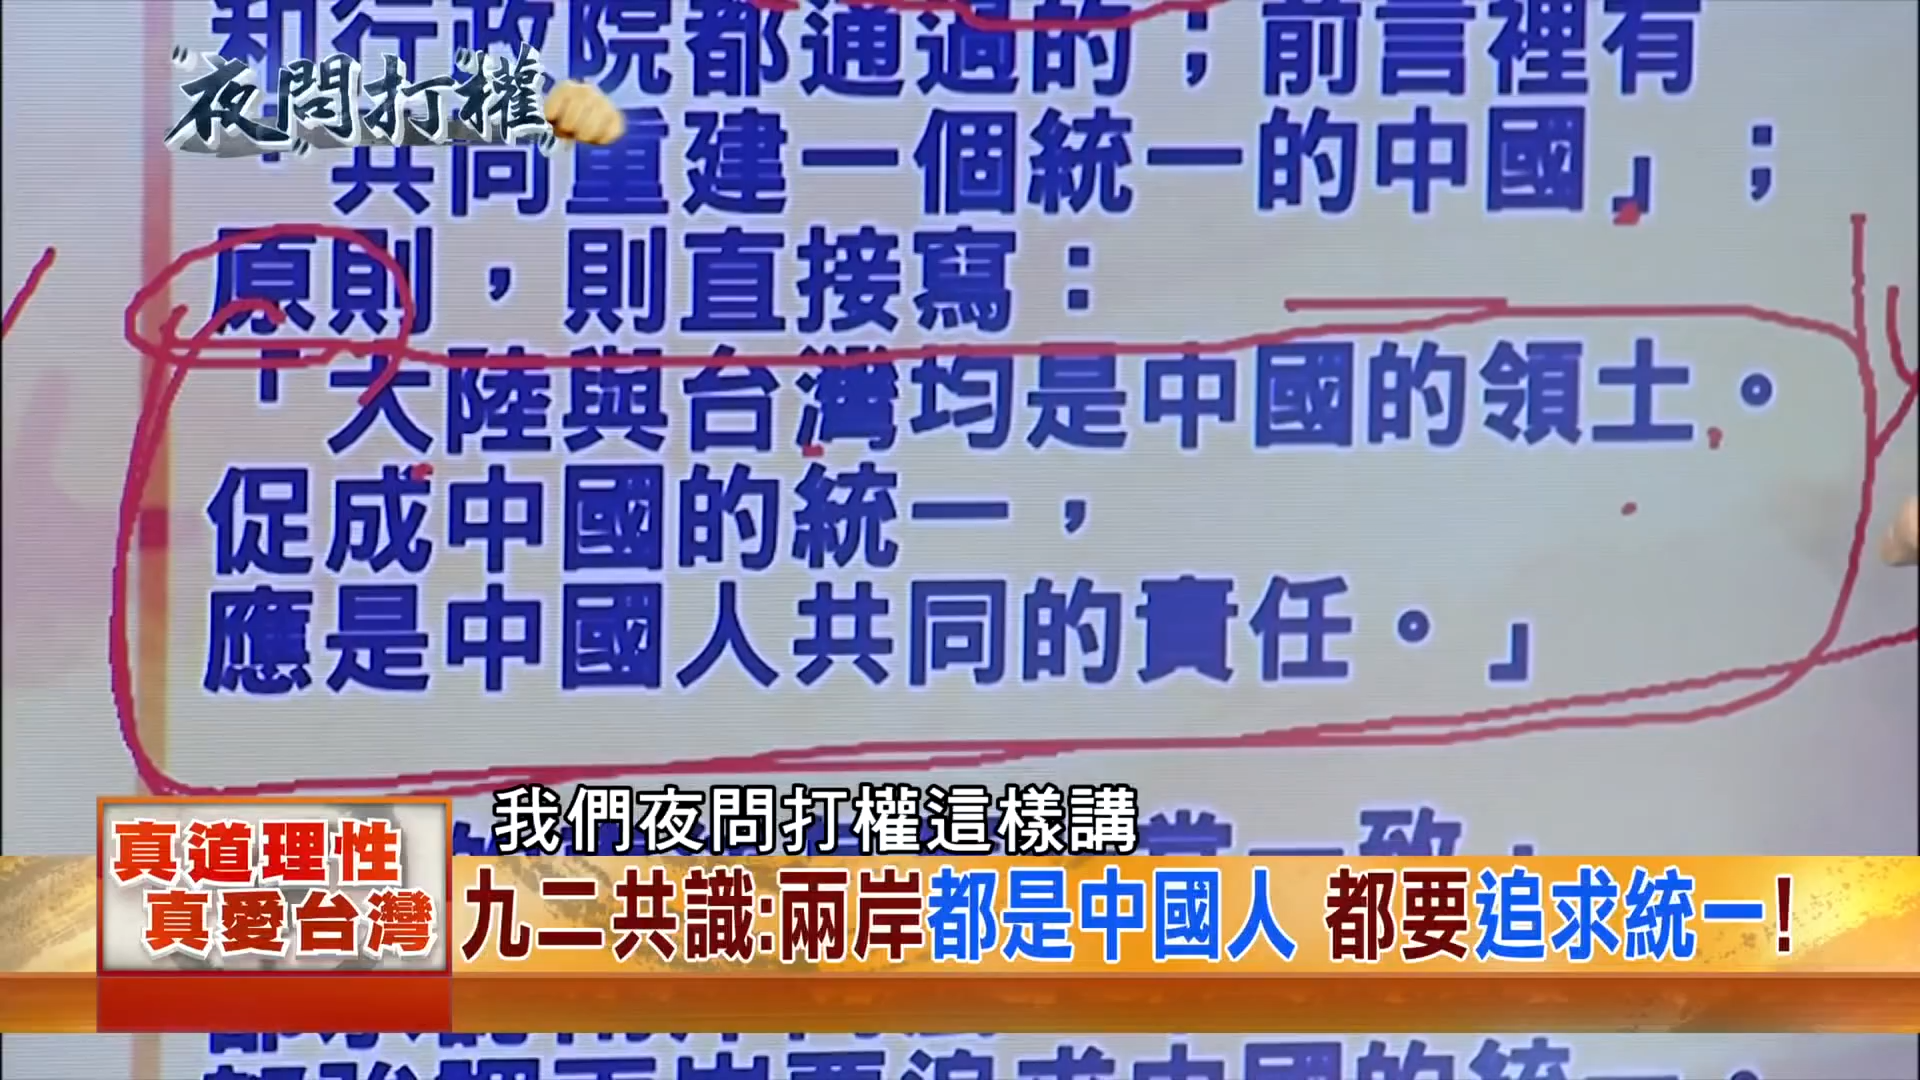 和行政院都通過的；前言裡有
"夜"問打"權"
「共同重建一個統一的中國」；
原則，則直接寫：
「大陸與台灣均是中國的領土。
促成中國的統一，
應是中國人共同的責任。」
我們夜問打權這樣講
真道理性
真愛台灣
九二共識:兩岸都是中國人 都要追求統一!